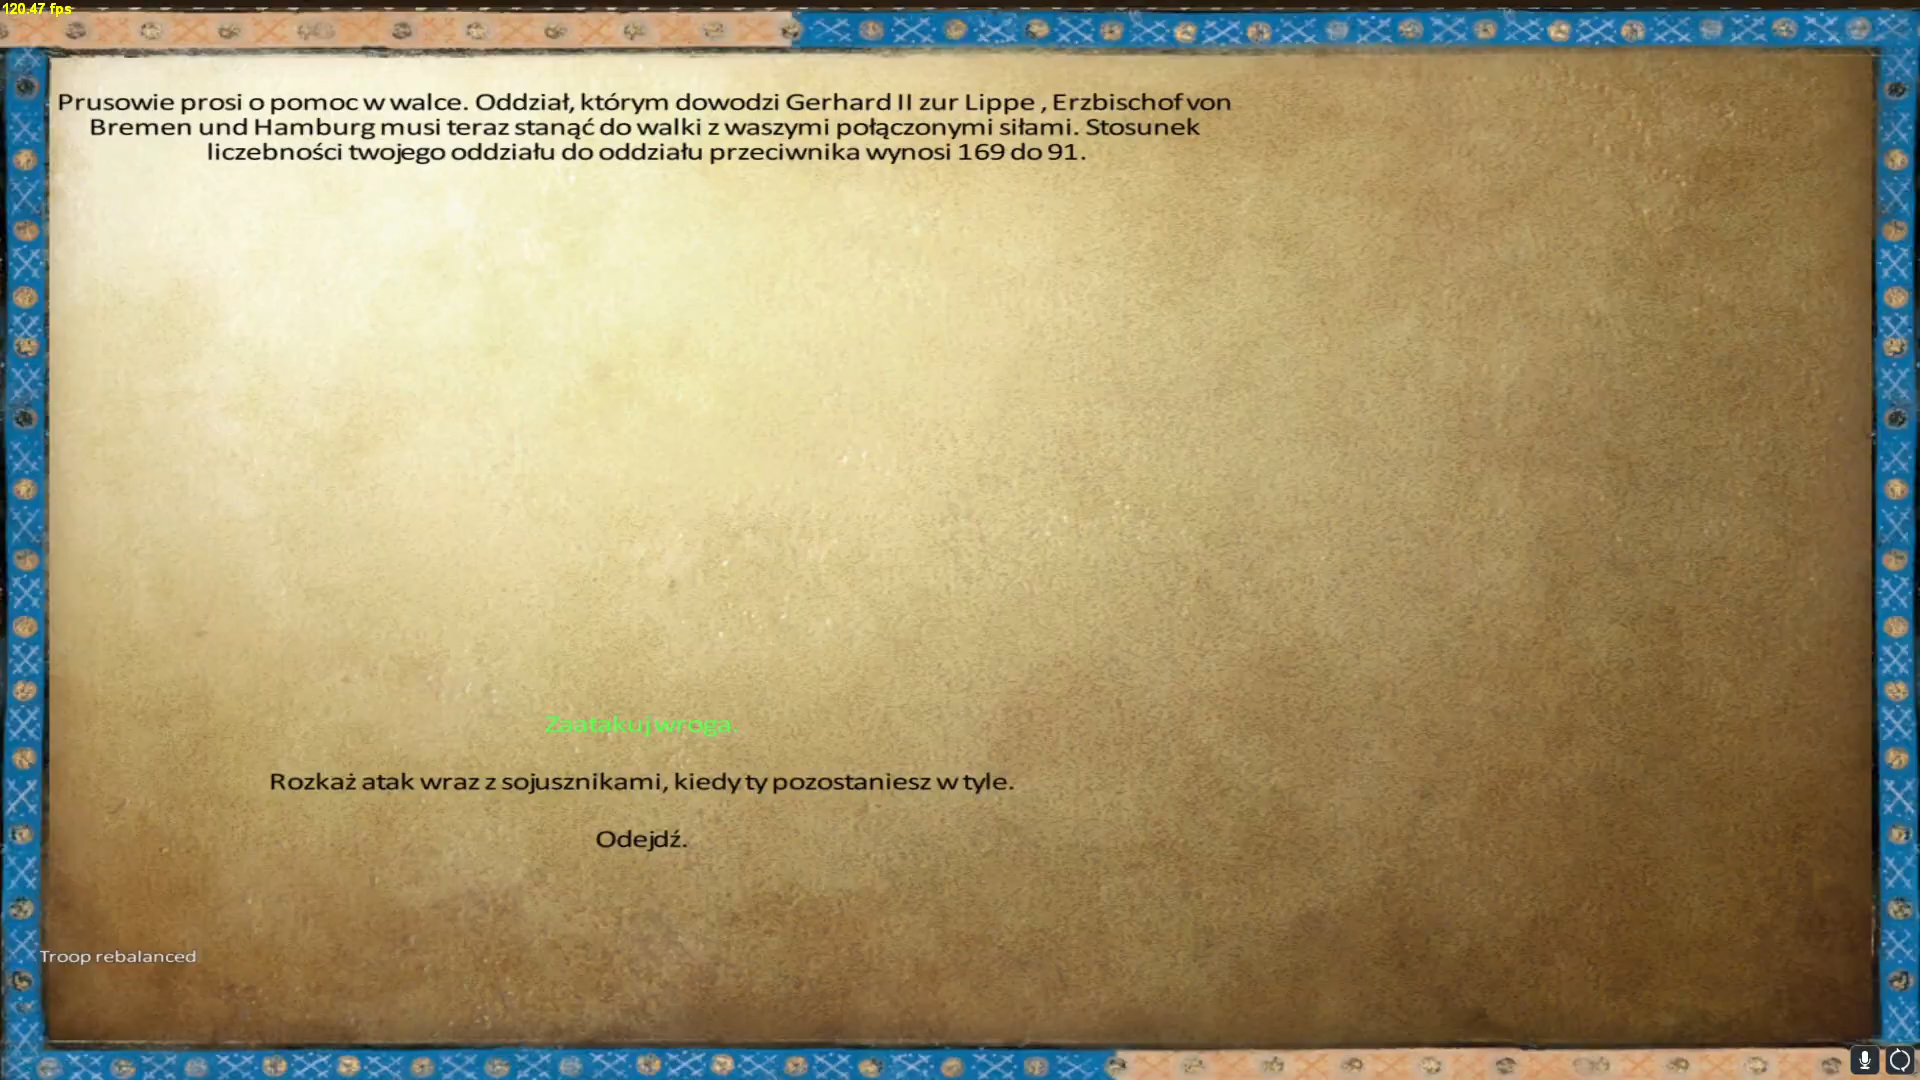 120.47 fps
Prusowie prosi o pomoc w walce. Oddział, którym dowodzi Gerhard II zur Lippe , Erzbischof von
Bremen und Hamburg musi teraz stanąć do walki z waszymi połączonymi siłami. Stosunek
liczebności twojego oddziału do oddziału przeciwnika wynosi 169 do 91.
Zaatakuj wroga.
Rozkaż atak wraz z sojusznikami, kiedy ty pozostaniesz w tyle.
Odejdź.
Troop rebalanced